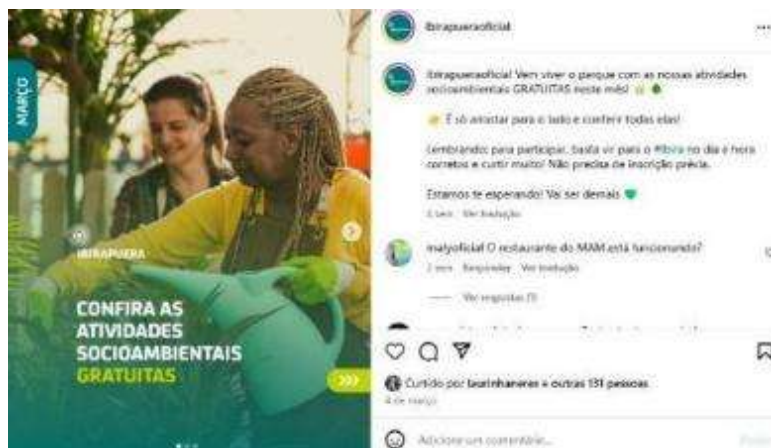 MARÇO
IBIRAPUERA
CONFIRA AS
ATIVIDADES
SOCIOAMBIENTAIS
GRATUITAS
ibirapueraoficial
ibirapueraoficial Vem viver o parque com as nossas atividades
socioambientais GRATUITAS neste mês!
É só arrastar para o lado e conferir todas elas!
Lembrando: para participar, basta vir para o #Ibira no dia e hora
corretos e curtir muito! Não precisa de inscrição prévia.
Estamos te esperando! Vai ser demais
sem Ver tradução
malyoficial O restaurante do MAM está funcionando?
2 sem Responder Ver tradução
Ver respostas (1)
Curtido por laurinhaneres e outras 131 pessoas
4 de março
Adicione um comentário...